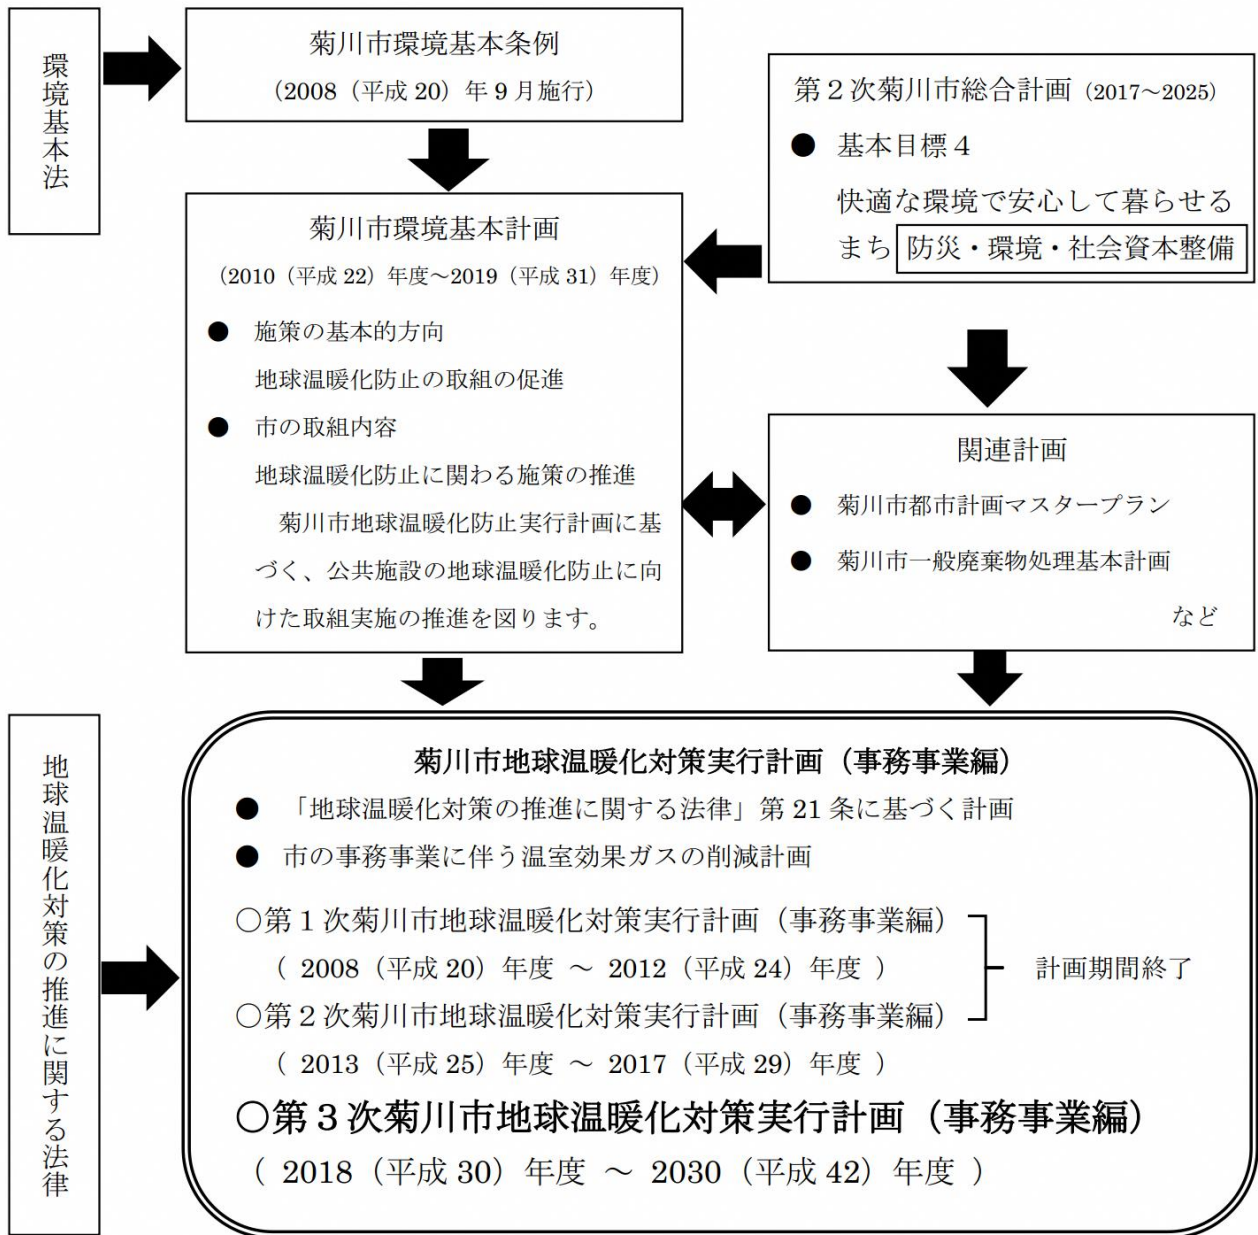 環境基本法
菊川市環境基本条例
（2008（平成 20）年 9 月施行）
第２次菊川市総合計画（2017～2025）
● 基本目標４
快適な環境で安心して暮らせる
まち 防災・環境・社会資本整備
菊川市環境基本計画
（2010（平成 22）年度～2019（平成 31）年度）
● 施策の基本的方向
地球温暖化防止の取組の促進
● 市の取組内容
地球温暖化防止に関わる施策の推進
菊川市地球温暖化防止実行計画に基
づく、公共施設の地球温暖化防止に向
けた取組実施の推進を図ります。
関連計画
● 菊川市都市計画マスタープラン
● 菊川市一般廃棄物処理基本計画
など
地球温暖化対策の推進に関する法律
菊川市地球温暖化対策実行計画（事務事業編）
● 「地球温暖化対策の推進に関する法律」第 21 条に基づく計画
● 市の事務事業に伴う温室効果ガスの削減計画
○第１次菊川市地球温暖化対策実行計画（事務事業編）
（ 2008（平成 20）年度 ～ 2012（平成 24）年度 ）
計画期間終了
○第２次菊川市地球温暖化対策実行計画（事務事業編）
（ 2013（平成 25）年度 ～ 2017（平成 29）年度 ）
○第３次菊川市地球温暖化対策実行計画（事務事業編）
（ 2018（平成 30）年度 ～ 2030（平成 42）年度 ）